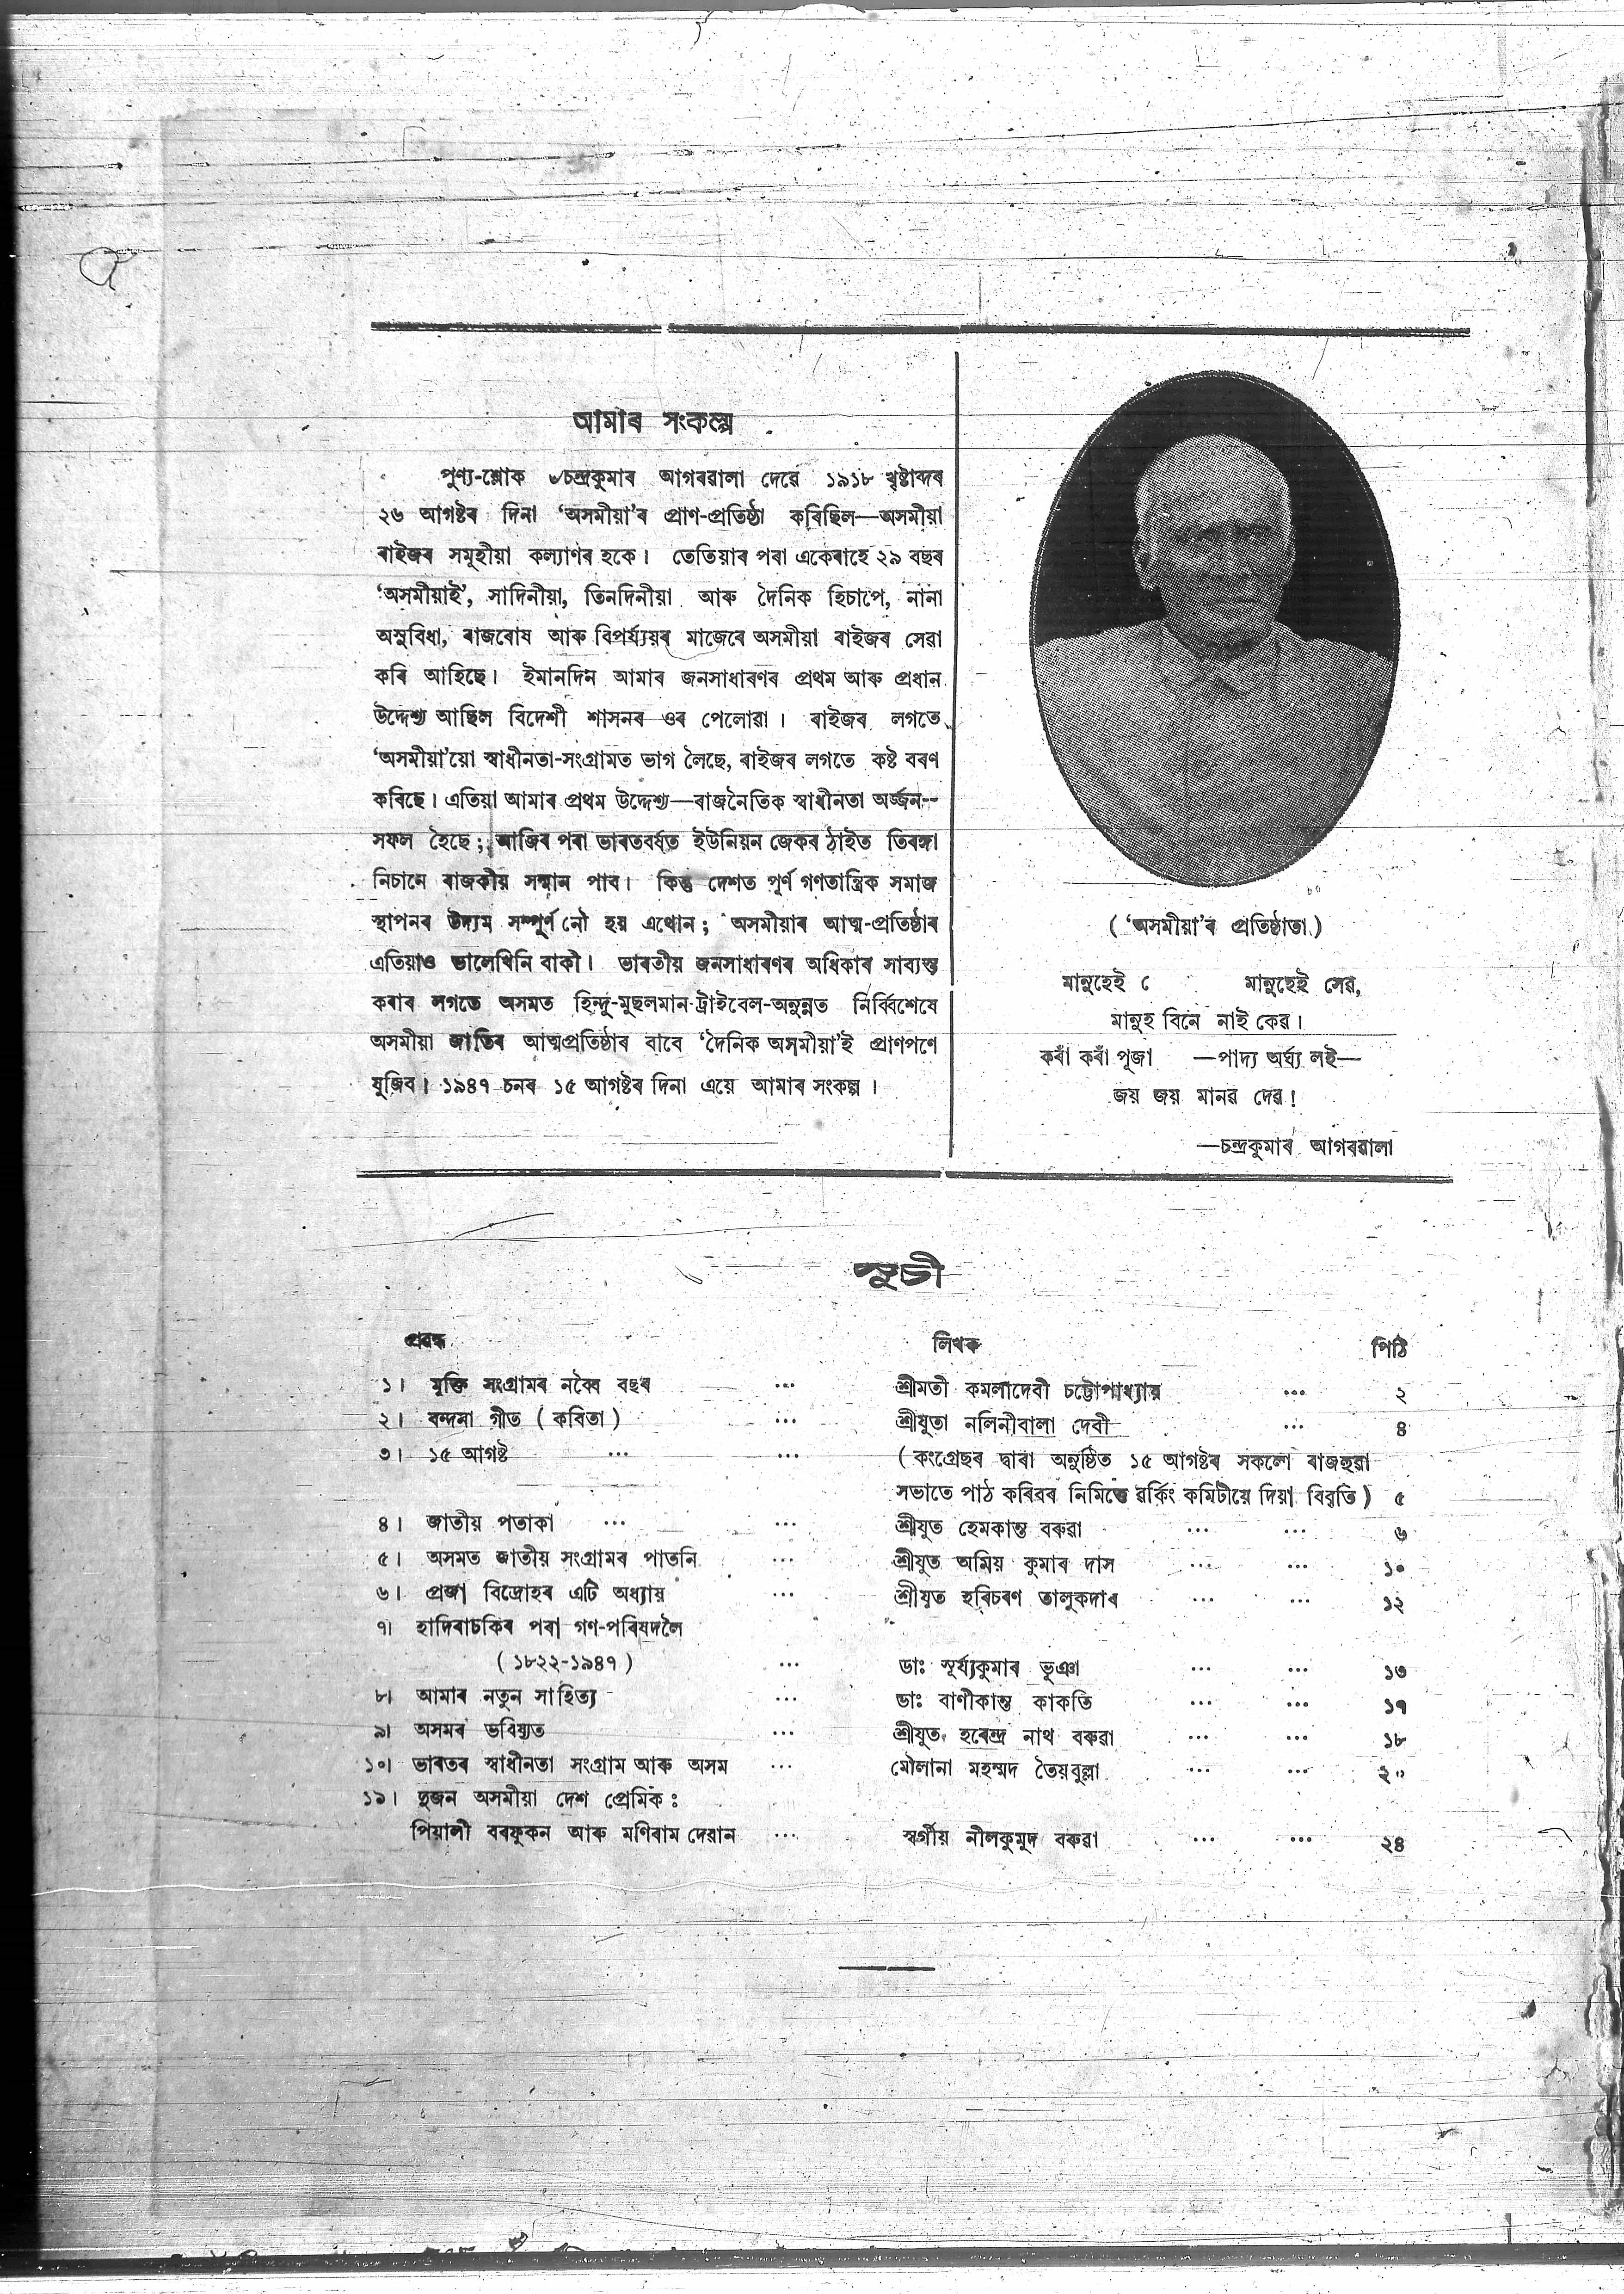 আমাৰ সংকল্প
পুণ্য-শ্লোক ৺চন্দ্ৰকুমাৰ আগৰৱালা দেৱে ১৯১৮ খৃষ্টাব্দৰ
২৬ আগষ্টৰ দিনা ‘অসমীয়া’ৰ প্ৰাণ-প্ৰতিষ্ঠা কৰিছিল—অসমীয়া
ৰাইজৰ সমূহীয়া কল্যাণৰ হকে। তেতিয়াৰ পৰা একেৰাহে ২৯ বছৰ
‘অসমীয়াই’, সাদিনীয়া, তিনদিনীয়া আৰু দৈনিক হিচাপে, নানা
অসুবিধা, ৰাজৰোষ আৰু বিপৰ্য্যয়ৰ মাজেৰে অসমীয়া ৰাইজৰ সেৱা
কৰি আহিছে। ইমানদিন আমাৰ জনসাধাৰণৰ প্ৰথম আৰু প্ৰধান
উদ্দেশ্য আছিল বিদেশী শাসনৰ ওৰ পেলোৱা। ৰাইজৰ লগতে
‘অসমীয়া’য়ো স্বাধীনতা-সংগ্ৰামত ভাগ লৈছে, ৰাইজৰ লগতে কষ্ট বৰণ
কৰিছে। এতিয়া আমাৰ প্ৰথম উদ্দেশ্য—ৰাজনৈতিক স্বাধীনতা অৰ্জ্জন—
সফল হৈছে; আজিৰ পৰা ভাৰতবৰ্ষত ইউনিয়ন জেকৰ ঠাইত তিৰঙ্গা
নিচানে ৰাজকীয় সন্মান পাব। কিন্তু দেশত পূৰ্ণ গণতান্ত্ৰিক সমাজ
স্থাপনৰ উদ্যম সম্পূৰ্ণ নৌ হয় এথোন; অসমীয়াৰ আত্ম-প্ৰতিষ্ঠাৰ
এতিয়াও ভালেখিনি বাকী। ভাৰতীয় জনসাধাৰণৰ অধিকাৰ সাব্যস্ত
কৰাৰ লগতে অসমত হিন্দু-মুছলমান-ট্ৰাইবেল-অনুন্নত নিৰ্ব্বিশেষে
অসমীয়া জাতিৰ আত্মপ্ৰতিষ্ঠাৰ বাবে ‘দৈনিক অসমীয়া’ই প্ৰাণপণে
যুজিব। ১৯৪৭ চনৰ ১৫ আগষ্টৰ দিনা এয়ে আমাৰ সংকল্প।
( ‘অসমীয়া’ৰ প্ৰতিষ্ঠাতা )
মানুহেই মানুহেই সেৱ,
মানুহ বিনে নাই কেৱ।
কৰোঁ কৰোঁ পূজা —পাদ্য অৰ্ঘ্য লই—
জয় জয় মানৱ দেৱ!
—চন্দ্ৰকুমাৰ আগৰৱালা
সূচী
প্ৰবন্ধ লিখক পিঠি
১। মুক্তি সংগ্ৰামৰ নব্বৈ বছৰ ... শ্ৰীমতী কমলাদেবী চট্টোপাধ্যায় ... ২
২। বন্দনা গীত ( কবিতা ) ... শ্ৰীযুতা নলিনীবালা দেবী ... ৪
৩। ১৫ আগষ্ট ... ... ( কংগ্ৰেছৰ দ্বাৰা অনুষ্ঠিত ১৫ আগষ্টৰ সকলো ৰাজহুৱা
সভাতে পাঠ কৰিবৰ নিমিত্তে ৱৰ্কিং কমিটীয়ে দিয়া বিবৃতি ) ৫
৪। জাতীয় পতাকা ... ... শ্ৰীযুত হেমকান্ত বৰুৱা ... ... ৬
৫। অসমত জাতীয় সংগ্ৰামৰ পাতনি ... শ্ৰীযুত অমিয় কুমাৰ দাস ... ... ১০
৬। প্ৰজা বিদ্ৰোহৰ এটি অধ্যায় ... শ্ৰীযুত হৰিচৰণ তালুকদাৰ ... ... ১২
৭। হাদিৰাচকিৰ পৰা গণ-পৰিষদলৈ
( ১৮২২-১৯৪৭ ) ... ডাঃ সূৰ্য্যকুমাৰ ভূঞা ... ... ১৩
৮। আমাৰ নতুন সাহিত্য ... ডাঃ বাণীকান্ত কাকতি ... ... ১৭
৯। অসমৰ ভবিষ্যত ... শ্ৰীযুত হৰেন্দ্ৰ নাথ বৰুৱা ... ... ১৮
১০। ভাৰতৰ স্বাধীনতা সংগ্ৰাম আৰু অসম ... মৌলানা মহম্মদ তৈয়বুল্লা ... ... ২০
১১। দুজন অসমীয়া দেশ প্ৰেমিক :
পিয়ালী বৰফুকন আৰু মণিৰাম দেৱান ... স্বৰ্গীয় নীলকুমুদ বৰুৱা ... ... ২৪